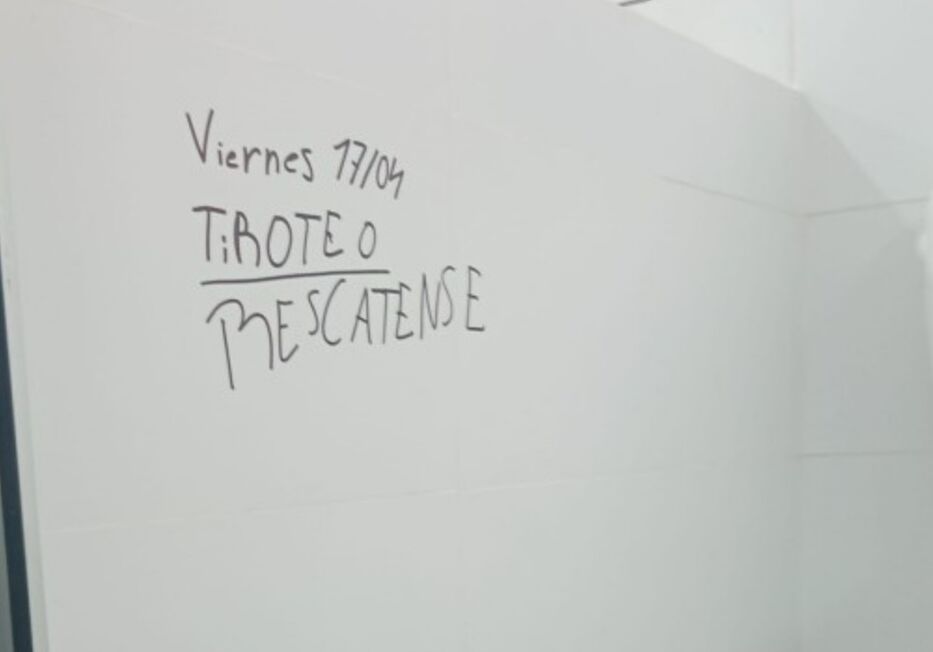 Viernes 17/04
TiROTEO
RESCATENSE